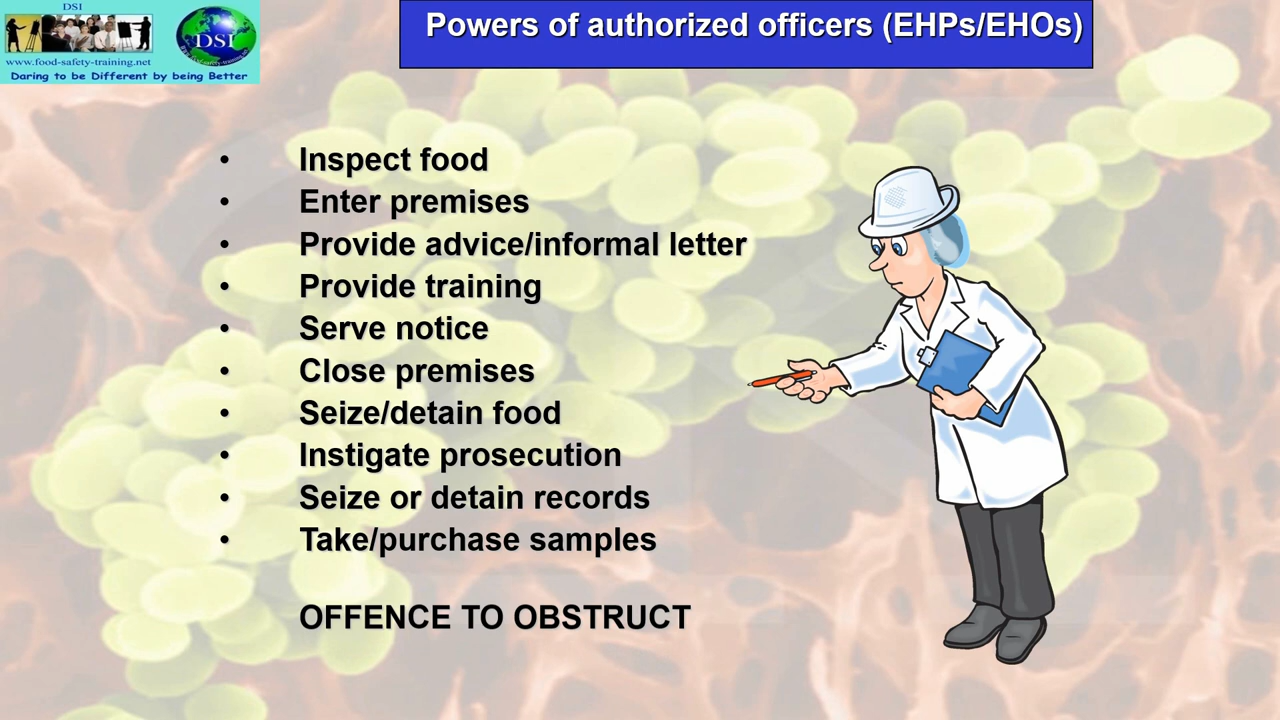 DSI
DSI
www.food-safety-training.net
Daring to be Different by being Better
Powers of authorized officers (EHPs/EHOs)
• Inspect food
• Enter premises
• Provide advice/informal letter
• Provide training
• Serve notice
• Close premises
• Seize/detain food
• Instigate prosecution
• Seize or detain records
• Take/purchase samples
OFFENCE TO OBSTRUCT